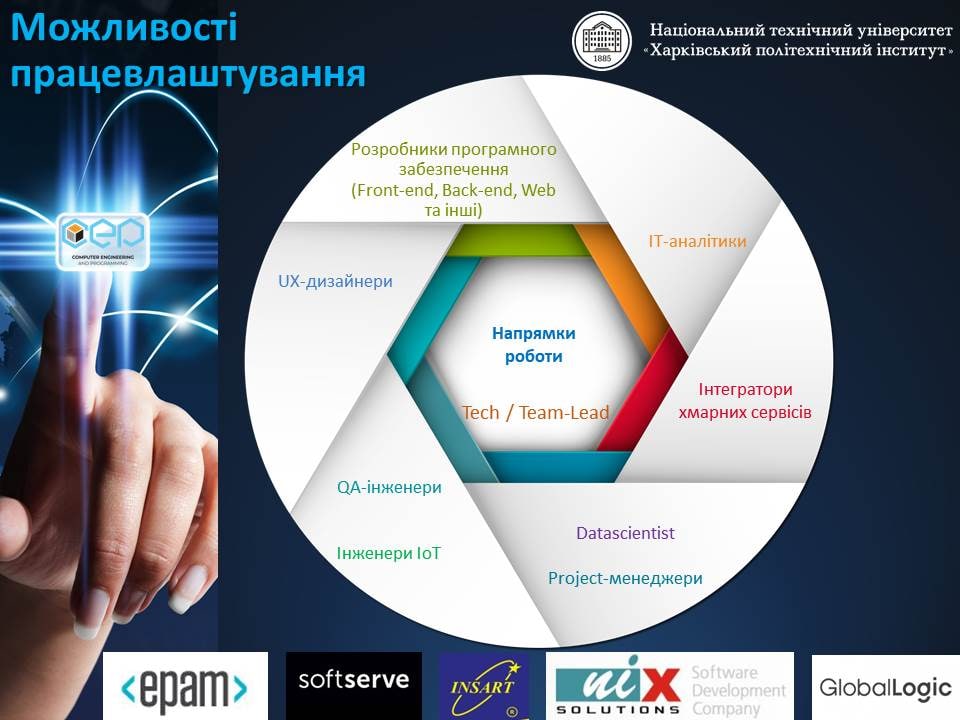 Можливості
працевлаштування
1885
Національний технічний університет
«Харківський політехнічний інститут»
Розробники програмного
забезпечення
(Front-end, Back-end, Web
та інші)
ІТ-аналітики
cep
COMPUTER ENGINEERING
AND PROGRAMMING
UX-дизайнери
Напрямки
роботи
Tech / Team-Lead
Інтегратори
хмарних сервісів
QA-інженери
Інженери IoT
Datascientist
Project-менеджери
<epam>
softserve
INSART
®
nix
SOLUTIONS
Software
Development
Company
GlobalLogic